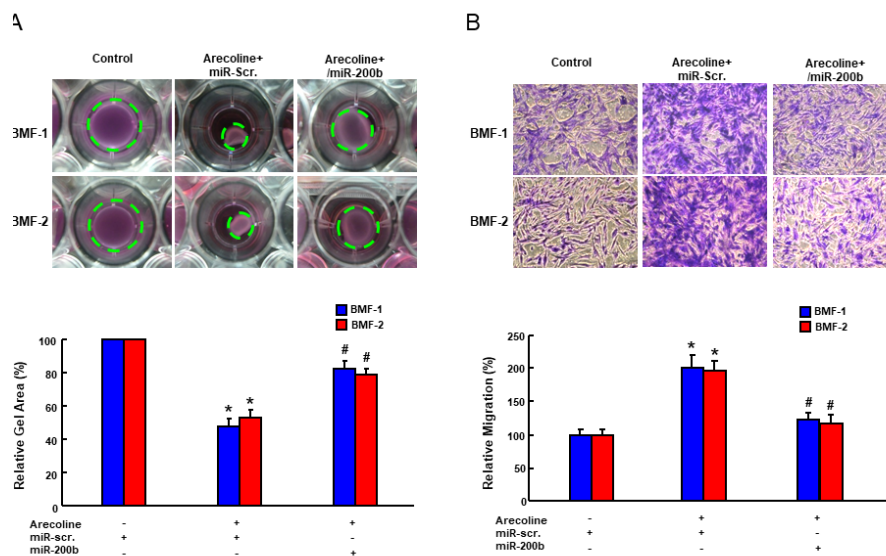 A
Control
Arecoline+
miR-Scr.
Arecoline+
/miR-200b
BMF-1
BMF-2
BMF-1
BMF-2
Relative Gel Area (%)
100
80
60
40
20
0
* * # #
Arecoline - + +
miR-scr. + + -
miR-200b - - +
B
Control
Arecoline+
miR-Scr.
Arecoline+
/miR-200b
BMF-1
BMF-2
BMF-1
BMF-2
Relative Migration (%)
250
200
150
100
50
0
* * # #
Arecoline - + +
miR-scr. + + -
miR-200b - - +